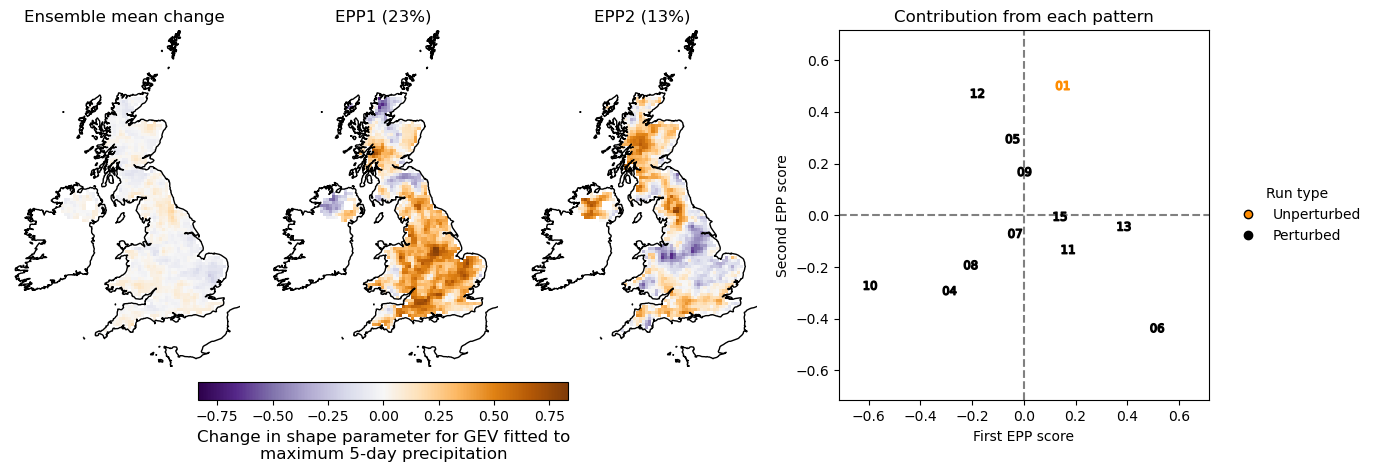 Ensemble mean change
EPP1 (23%)
EPP2 (13%)
−0.75 −0.50 −0.25 0.00 0.25 0.50 0.75
Change in shape parameter for GEV fitted to
maximum 5-day precipitation
Contribution from each pattern
Second EPP score
0.6
0.4
0.2
0.0
−0.2
−0.4
−0.6
01
12
05
09
15
13
07
11
08
10
04
06
−0.6 −0.4 −0.2 0.0 0.2 0.4 0.6
First EPP score
Run type
Unperturbed
Perturbed